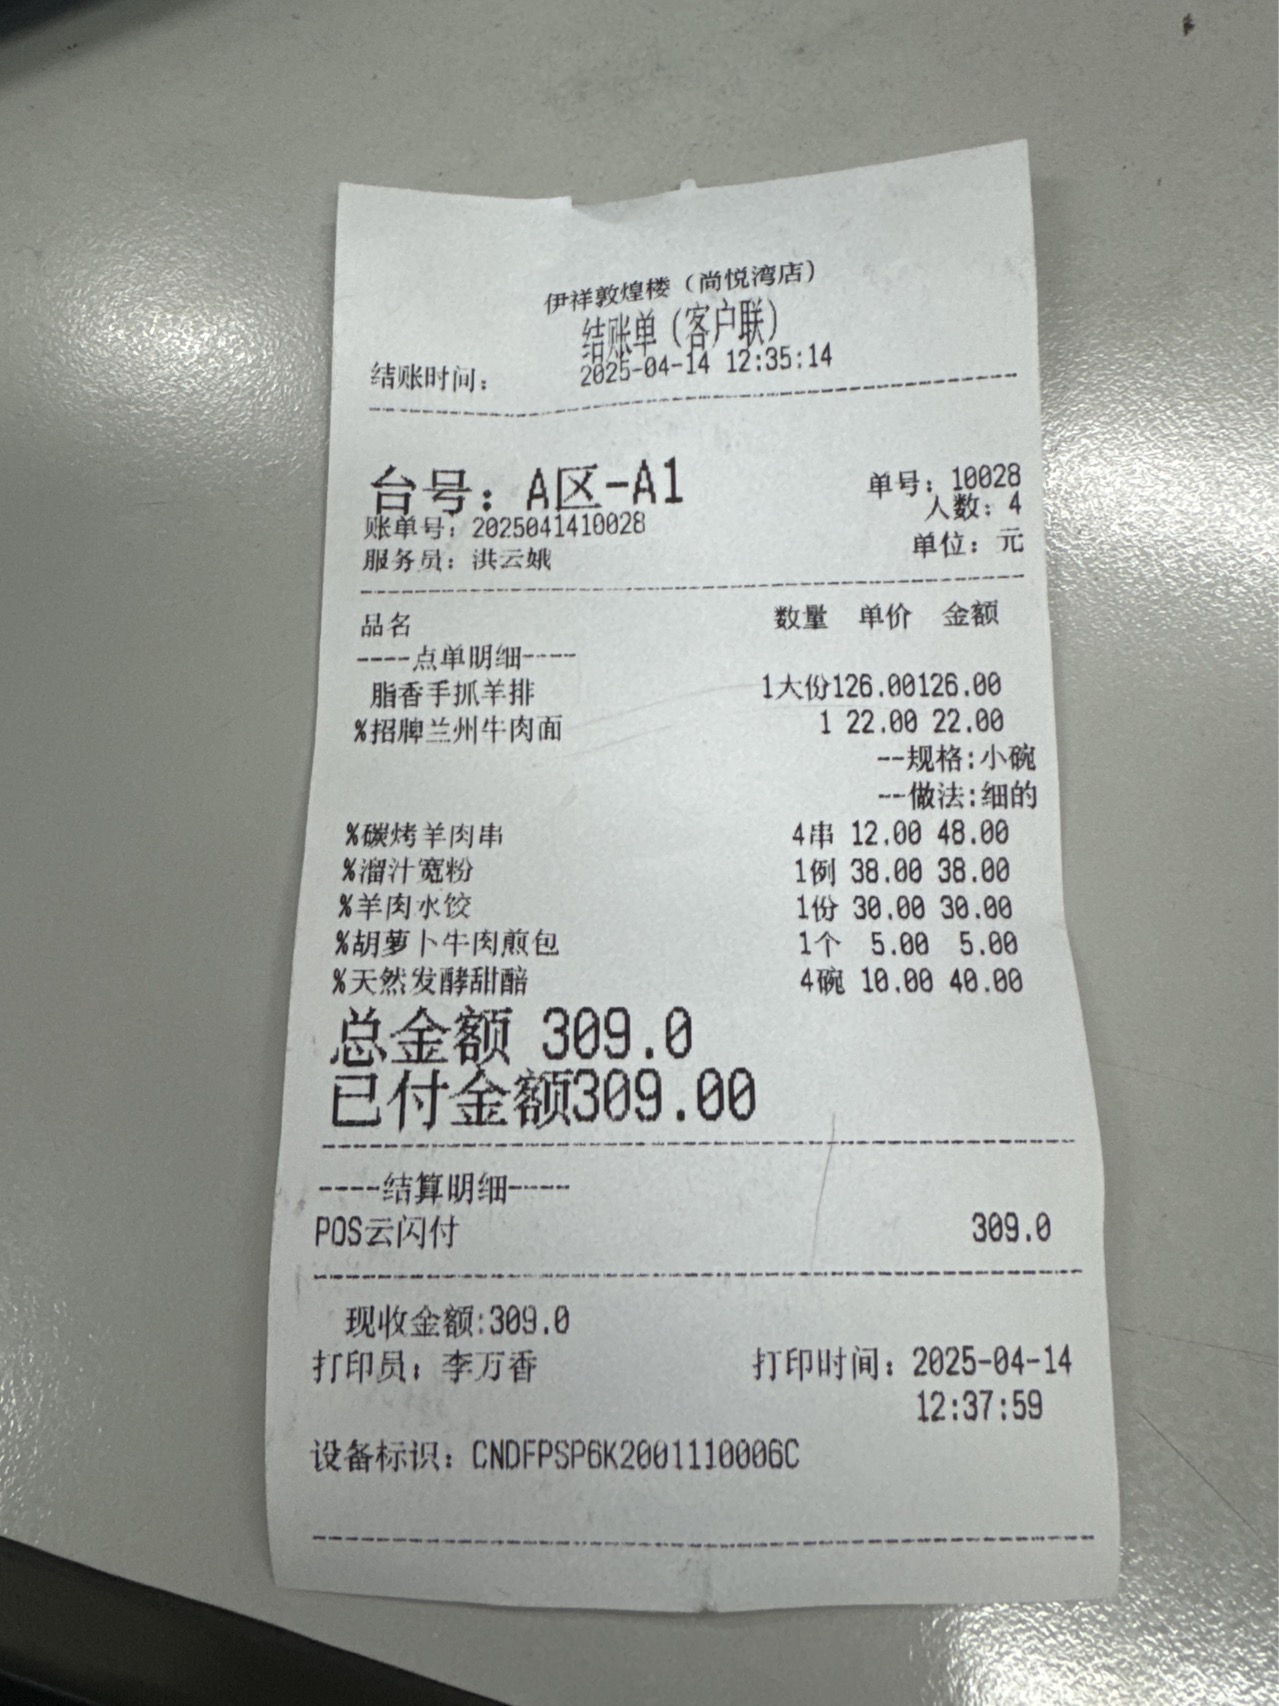 伊祥敦煌楼（尚悦湾店）
结账单（客户联）
结账时间： 2025-04-14 12:35:14
台号：A区-A1 单号：10028
账单号：2025041410028 人数：4
服务员：洪云娥 单位：元
品名 数量 单价 金额
----点单明细----
脂香手抓羊排 1大份126.00126.00
%招牌兰州牛肉面 1 22.00 22.00
--规格:小碗
--做法:细的
%碳烤羊肉串 4串 12.00 48.00
%溜汁宽粉 1例 38.00 38.00
%羊肉水饺 1份 30.00 30.00
%胡萝卜牛肉煎包 1个 5.00 5.00
%天然发酵甜醅 4碗 10.00 40.00
总金额 309.0
已付金额309.00
----结算明细----
POS云闪付 309.0
现收金额:309.0
打印员：李万香 打印时间：2025-04-14
12:37:59
设备标识：CNDFPSP6K2001110006C